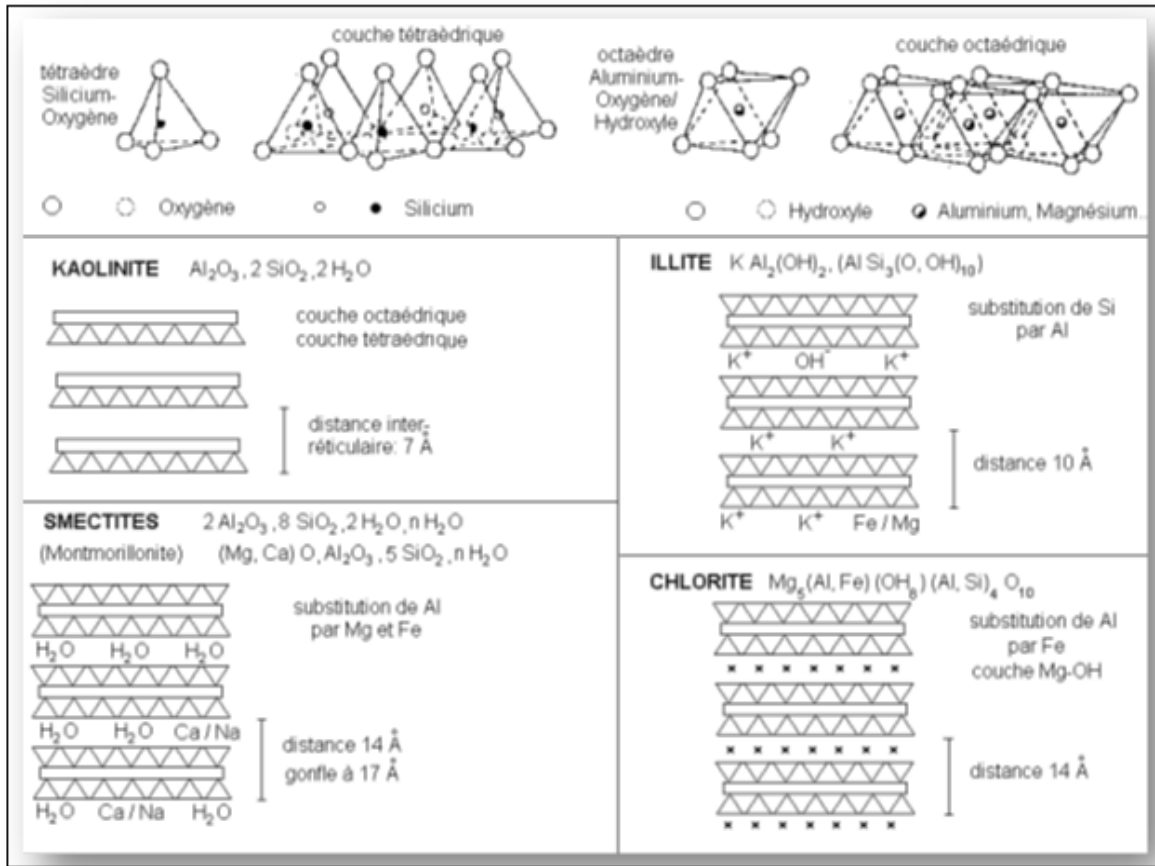 couche tétraèdrique
tétraèdre
Silicium-
Oxygène
Oxygène
Silicium
octaèdre
Aluminium-
Oxygène/
Hydroxyle
couche octaédrique
Hydroxyle
Aluminium, Magnésium..
KAOLINITE Al₂O₃, 2 SiO₂, 2 H₂O
couche octaédrique
couche tétraèdrique
distance inter-
réticulaire: 7 Å
ILLITE K Al₂(OH)₂, (Al Si₃(O, OH)₁₀)
substitution de Si
par Al
K⁺ OH⁻ K⁺
K⁺ K⁺
distance 10 Å
K⁺ K⁺ Fe / Mg
SMECTITES 2 Al₂O₃, 8 SiO₂, 2 H₂O, n H₂O
(Montmorillonite) (Mg, Ca) O, Al₂O₃, 5 SiO₂, n H₂O
substitution de Al
par Mg et Fe
H₂O H₂O H₂O
H₂O H₂O Ca / Na
distance 14 Å
gonfle à 17 Å
H₂O Ca / Na H₂O
CHLORITE Mg₅(Al, Fe) (OH₈) (Al, Si)₄ O₁₀
substitution de Al
par Fe
couche Mg-OH
distance 14 Å